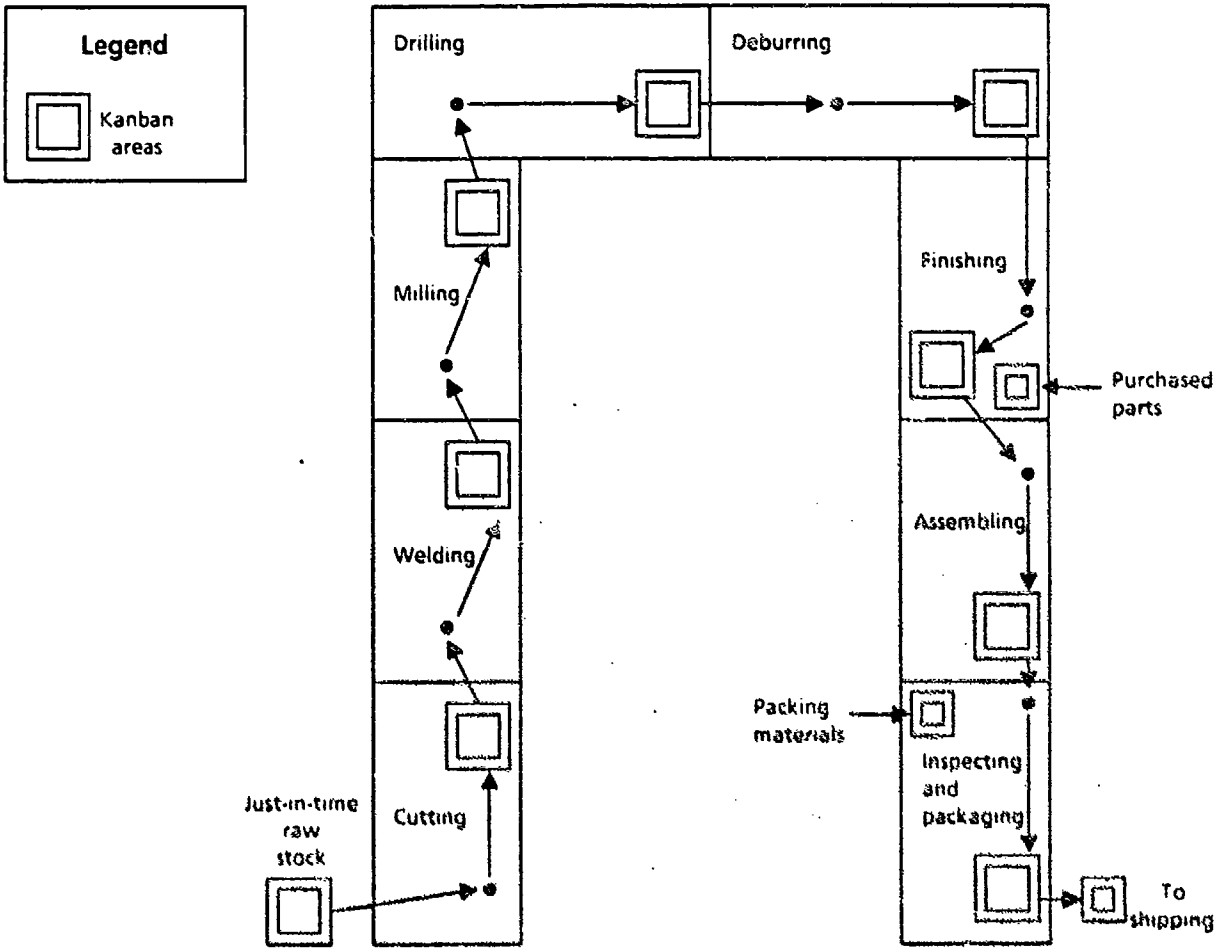 Legend
Kanban
areas
Drilling
Deburring
Milling
Finishing
Purchased
parts
Welding
Assembling
Packing
materials
Inspecting
and
packaging
Cutting
Just-in-time
raw
stock
To
shipping